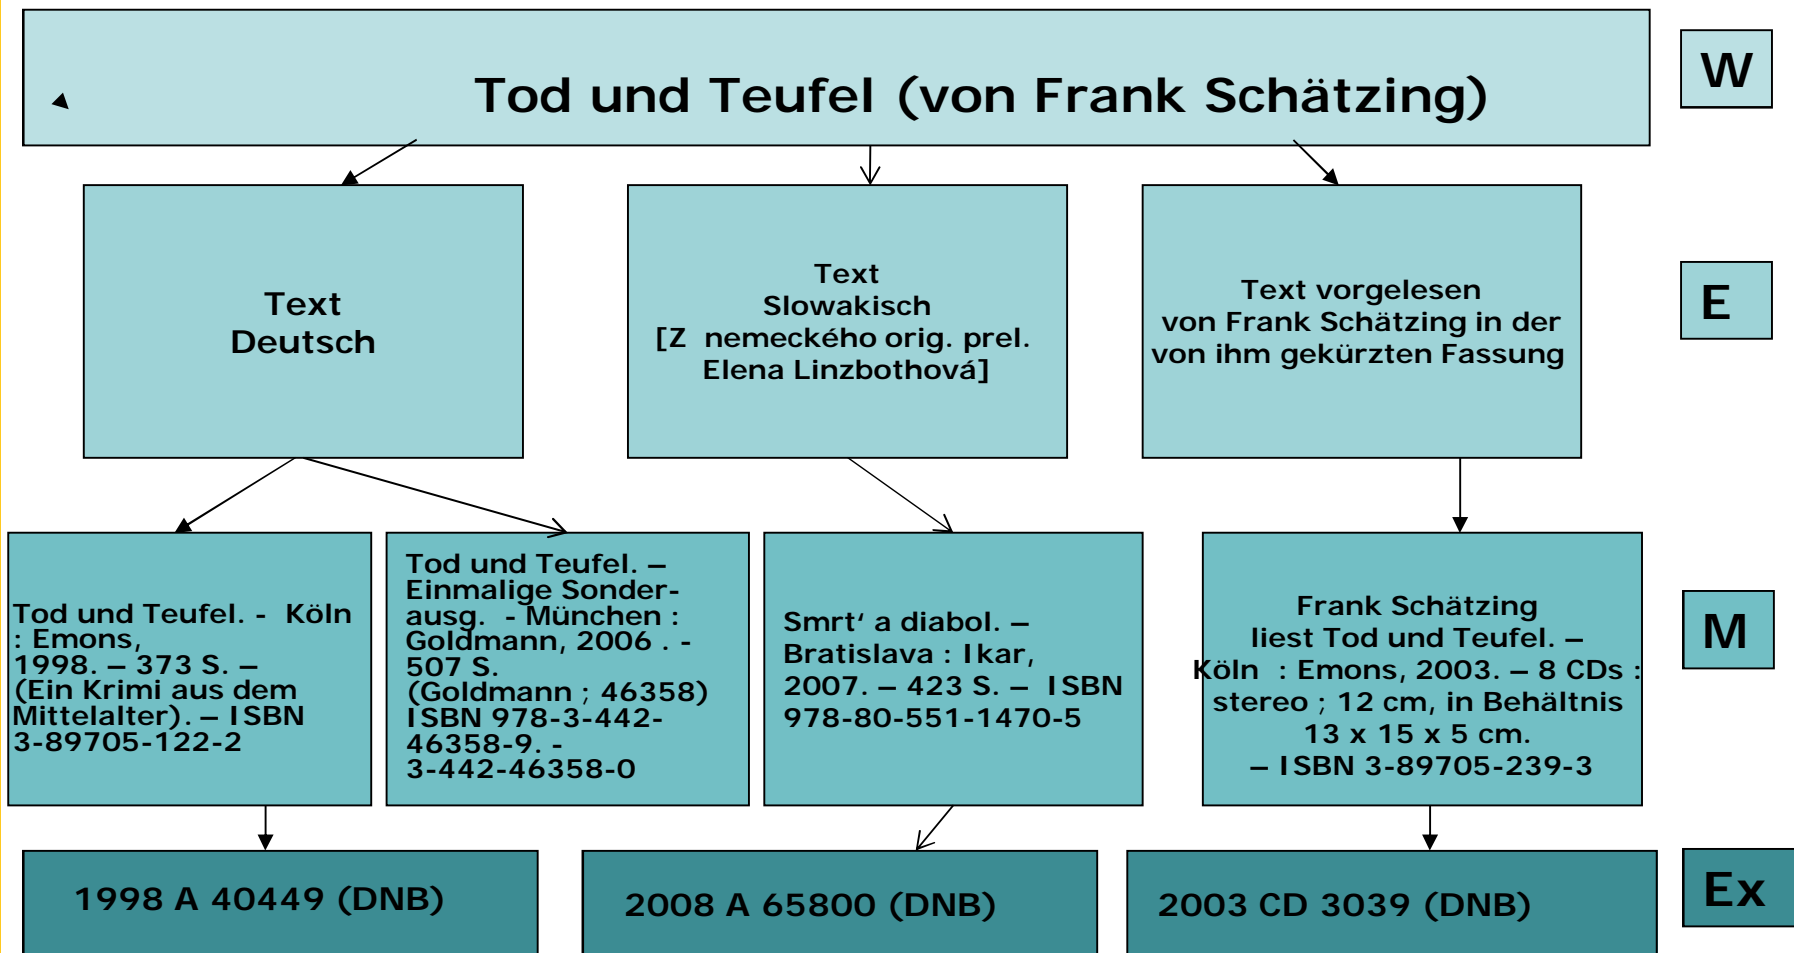 Tod und Teufel (von Frank Schätzing)
W
Text
Deutsch
Text
Slowakisch
[Z nemeckého orig. prel.
Elena Linzbothová]
Text vorgelesen
von Frank Schätzing in der
von ihm gekürzten Fassung
E
Tod und Teufel. - Köln
: Emons,
1998. – 373 S. –
(Ein Krimi aus dem
Mittelalter). – ISBN
3-89705-122-2
Tod und Teufel. –
Einmalige Sonder-
ausg. - München :
Goldmann, 2006 . -
507 S.
(Goldmann ; 46358)
ISBN 978-3-442-
46358-9. -
3-442-46358-0
Smrt‘ a diabol. –
Bratislava : Ikar,
2007. – 423 S. – ISBN
978-80-551-1470-5
Frank Schätzing
liest Tod und Teufel. –
Köln : Emons, 2003. – 8 CDs :
stereo ; 12 cm, in Behältnis
13 x 15 x 5 cm.
– ISBN 3-89705-239-3
M
1998 A 40449 (DNB)
2008 A 65800 (DNB)
2003 CD 3039 (DNB)
Ex